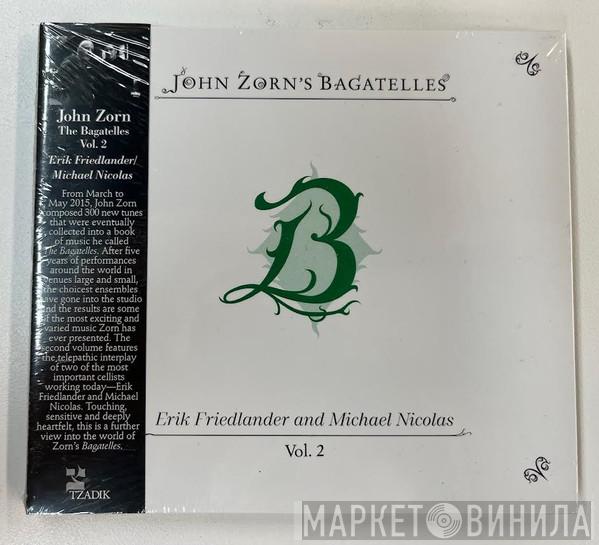 JOHN ZORN'S BAGATELLES
B
Erik Friedlander and Michael Nicolas
Vol. 2
John Zorn
The Bagatelles
Vol. 2
Erik Friedlander/
Michael Nicolas
From March to
May 2015, John Zorn
composed 300 new tunes
that were eventually
collected into a book
of music he called
The Bagatelles. After five
years of performances
around the world in
venues large and small,
the choicest ensembles
have gone into the studio
and the results are some
of the most exciting and
varied music Zorn has
ever presented. The
second volume features
the telepathic interplay
of two of the most
important cellists
working today—Erik
Friedlander and Michael
Nicolas. Touching,
sensitive and deeply
heartfelt, this is a further
view into the world of
Zorn's Bagatelles.
TZADIK
МАРКЕТ ВИНИЛА